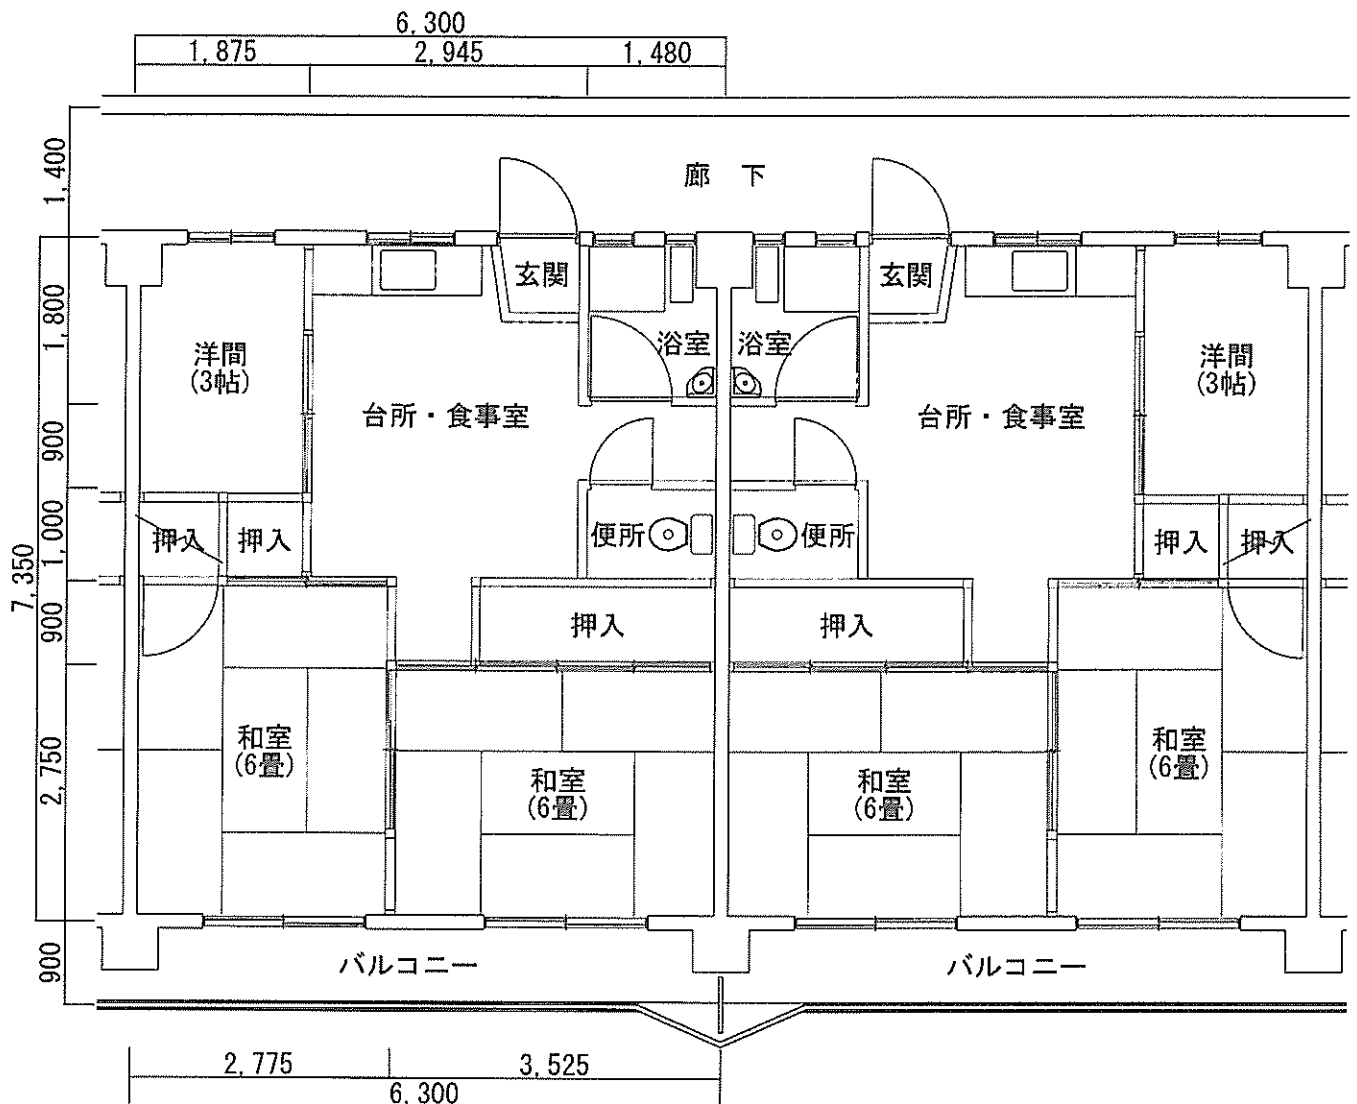 6,300
1,875 2,945 1,480
1,400
廊 下
玄関 玄関
1,800
洋間
(3帖)
浴室 浴室
洋間
(3帖)
900
台所・食事室 台所・食事室
1,000
押入 押入 便所 便所 押入 押入
7,350
900
押入 押入
2,750
和室
(6畳)
和室
(6畳)
和室
(6畳)
和室
(6畳)
900
バルコニー バルコニー
2,775 3,525
6,300